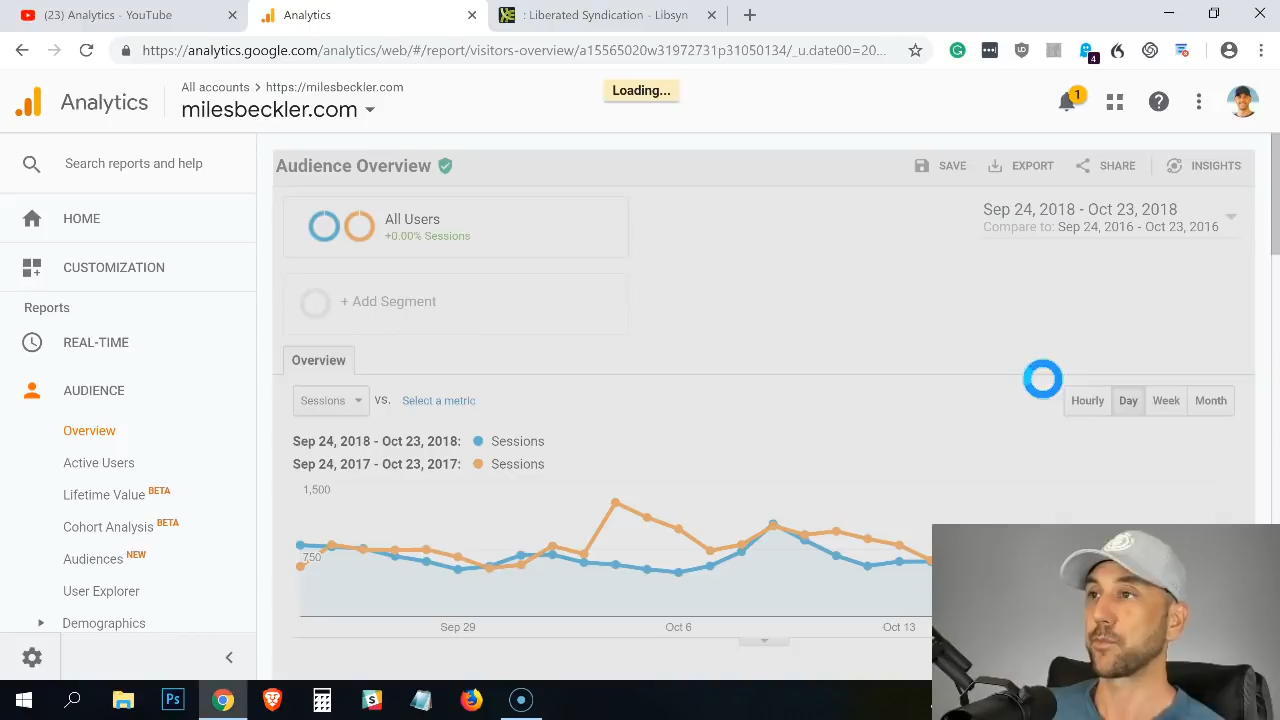 (23) Analytics - YouTube
Analytics
: Liberated Syndication - Libsyn
https://analytics.google.com/analytics/web/#/report/visitors-overview/a15565020w31972731p31050134/_u.date00=20...
4
Analytics
All accounts > https://milesbeckler.com
milesbeckler.com
Loading...
1
Search reports and help
HOME
CUSTOMIZATION
Reports
REAL-TIME
AUDIENCE
Overview
Active Users
Lifetime Value BETA
Cohort Analysis BETA
Audiences NEW
User Explorer
Demographics
Audience Overview
SAVE
EXPORT
SHARE
INSIGHTS
All Users
+0.00% Sessions
Sep 24, 2018 - Oct 23, 2018
Compare to: Sep 24, 2016 - Oct 23, 2016
+ Add Segment
Overview
Sessions
VS.
Select a metric
Hourly
Day
Week
Month
Sep 24, 2018 - Oct 23, 2018: Sessions
Sep 24, 2017 - Oct 23, 2017: Sessions
1,500
750
Sep 29
Oct 6
Oct 13
Ps